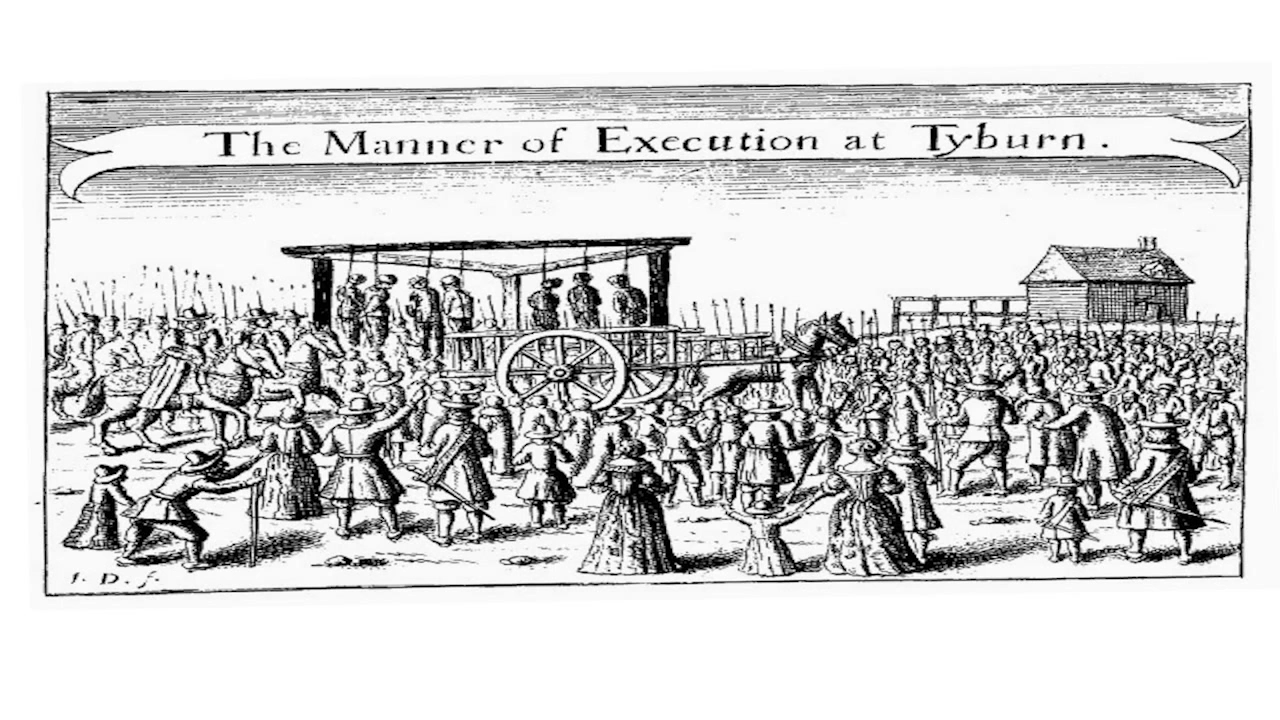 The Manner of Execution at Tyburn.
J. D. f.